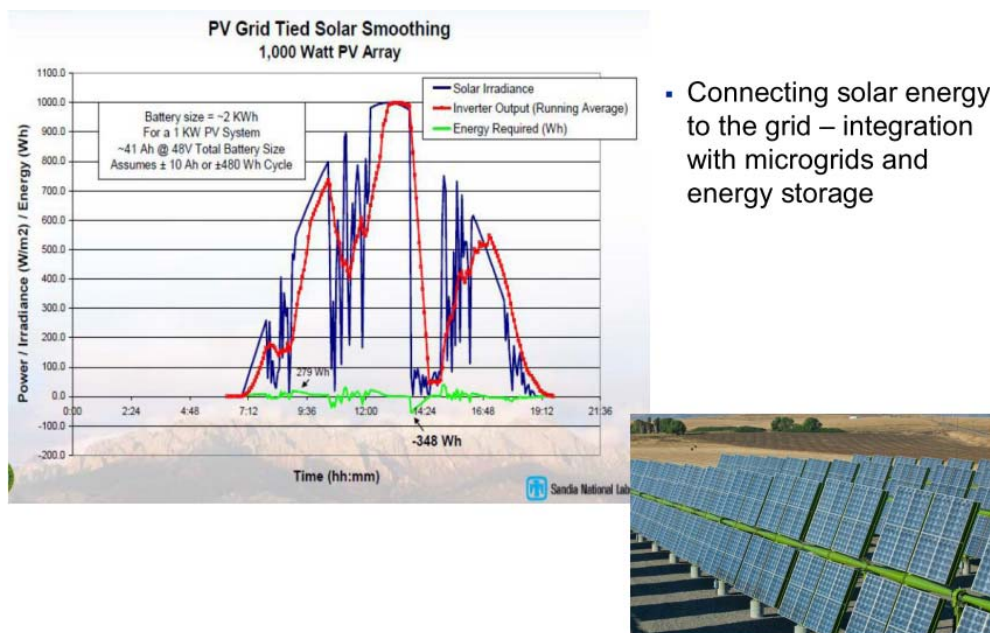 PV Grid Tied Solar Smoothing
1,000 Watt PV Array
Power / Irradiance (W/m2) / Energy (Wh)
1100.0
1000.0
900.0
800.0
700.0
600.0
500.0
400.0
300.0
200.0
100.0
0.0
-100.0
-200.0
Battery size = ~2 KWh
For a 1 KW PV System
~41 Ah @ 48V Total Battery Size
Assumes ± 10 Ah or ±480 Wh Cycle
Solar Irradiance
Inverter Output (Running Average)
Energy Required (Wh)
279 Wh
-348 Wh
0:00 2:24 4:48 7:12 9:36 12:00 14:24 16:48 19:12 21:36
Time (hh:mm)
Sandia National Lab
▪ Connecting solar energy
to the grid – integration
with microgrids and
energy storage